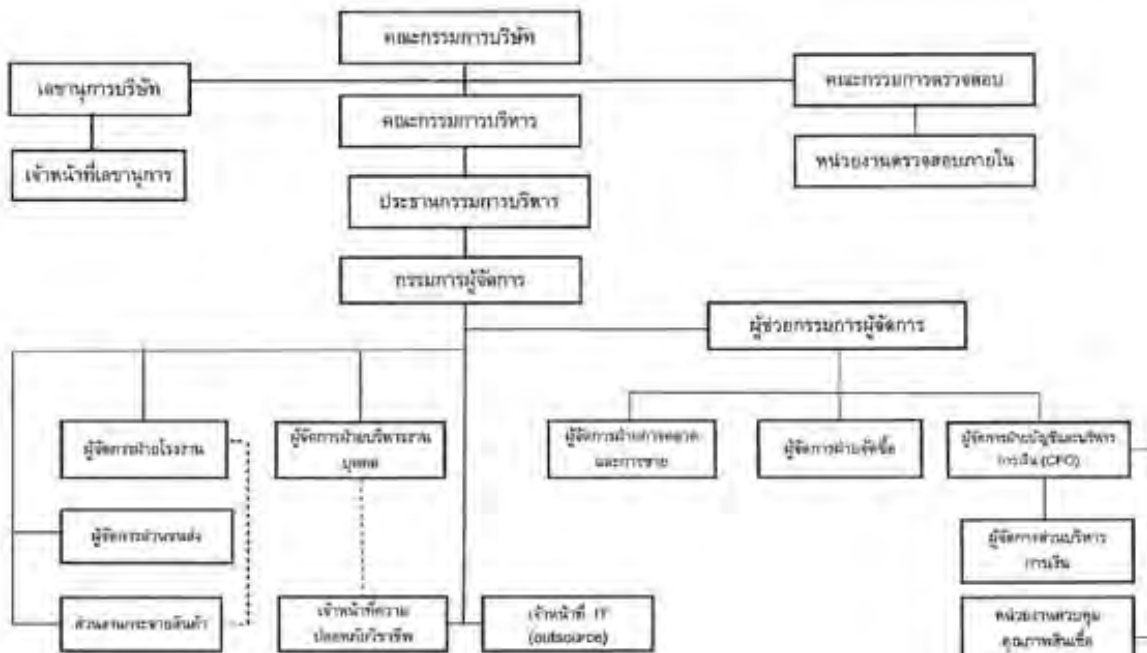 คณะกรรมการบริษัท
เลขานุการบริษัท
คณะกรรมการตรวจสอบ
คณะกรรมการบริหาร
เจ้าหน้าที่เลขานุการ
หน่วยงานตรวจสอบภายใน
ประธานกรรมการบริหาร
กรรมการผู้จัดการ
ผู้ช่วยกรรมการผู้จัดการ
ผู้จัดการฝ่ายโรงงาน
ผู้จัดการฝ่ายบริหารงาน
บุคคล
ผู้จัดการฝ่ายการตลาด
และการขาย
ผู้จัดการฝ่ายจัดซื้อ
ผู้จัดการฝ่ายบัญชีและบริหาร
การเงิน (CFO)
ผู้จัดการส่วนขนส่ง
ผู้จัดการส่วนบริหาร
การเงิน
ส่วนงานกระจายสินค้า
เจ้าหน้าที่ความ
ปลอดภัยวิชาชีพ
เจ้าหน้าที่ IT
(outsource)
หน่วยงานควบคุม
คุณภาพสินเชื่อ